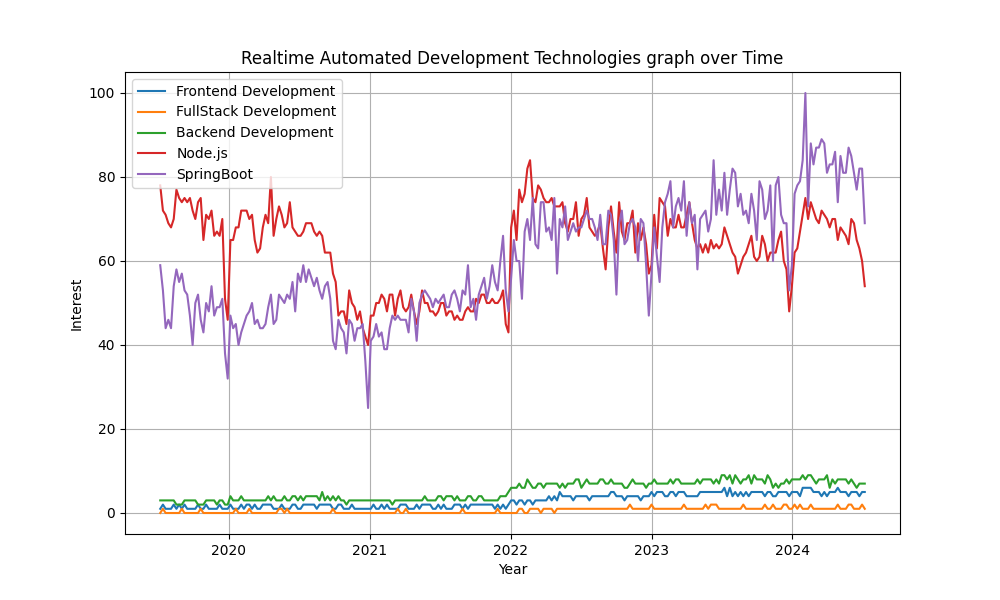 Realtime Automated Development Technologies graph over Time
Frontend Development
FullStack Development
Backend Development
Node.js
SpringBoot
Interest
100
80
60
40
20
0
2020
2021
2022
2023
2024
Year